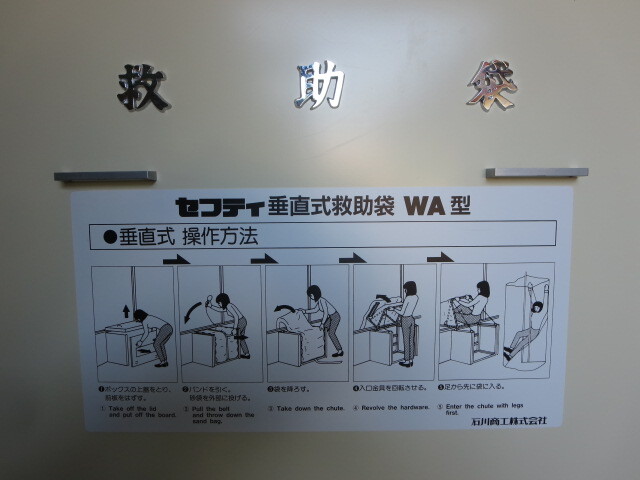 救助袋
セフティ垂直式救助袋 WA型
●垂直式 操作方法
❶ボックスの上蓋をとり、
前板をはずす。
① Take off the lid
and put off the board.
❷バンドを引く。
砂袋を外部に投げる。
② Pull the belt
and throw down the
sand bag.
❸袋を降ろす。
③ Take down the chute.
❹入口金具を回転させる。
④ Revolve the hardware.
❺足から先に袋に入る。
⑤ Enter the chute with legs
first.
石川商工株式会社